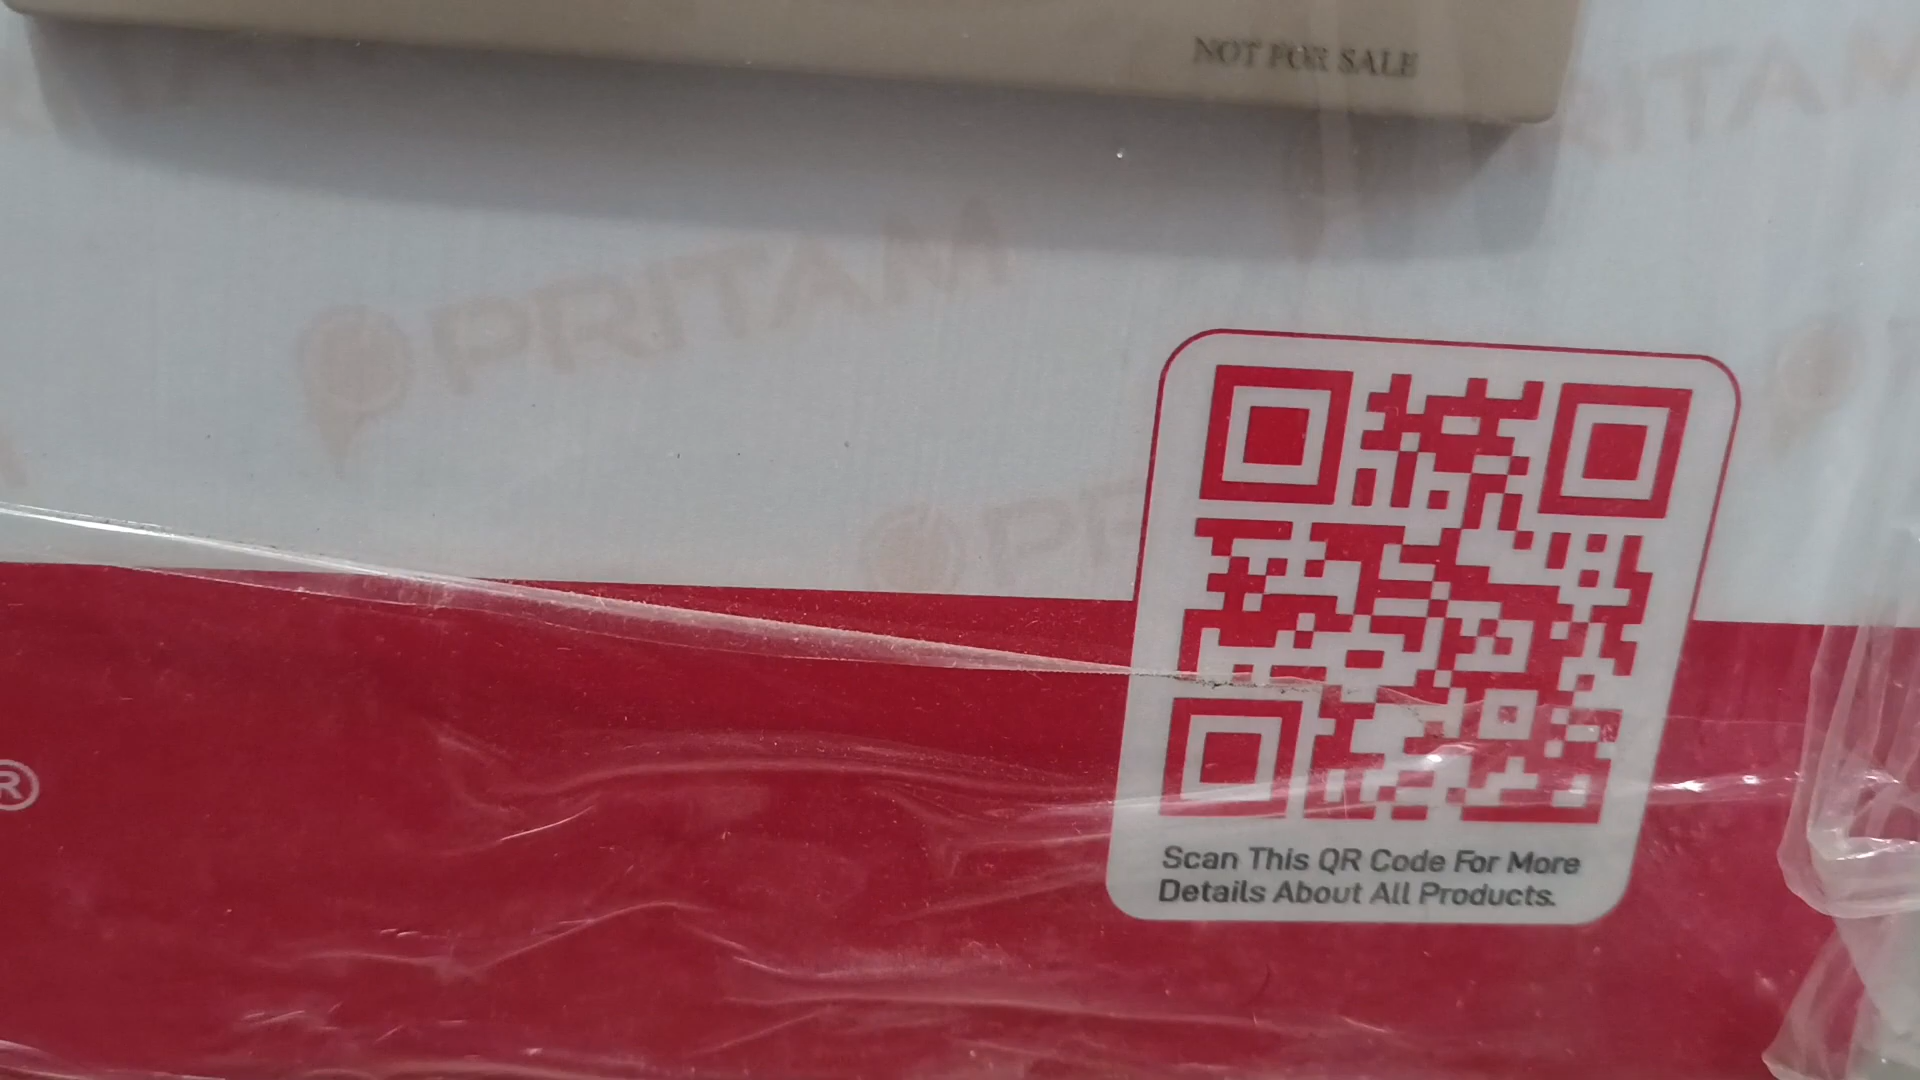 NOT FOR SALE
PRITAM
PRITAM
Scan This QR Code For More
Details About All Products.
®